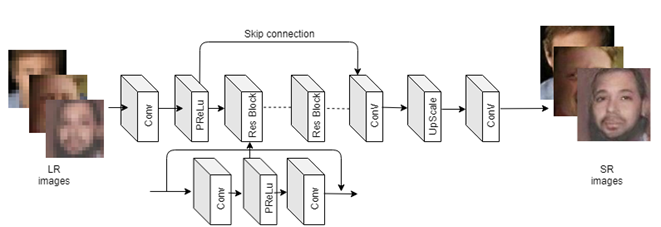 Skip connection
Conv
PReLu
Res Block
Res Block
ConV
UpScale
ConV
LR
images
SR
images
Conv
PReLu
Conv